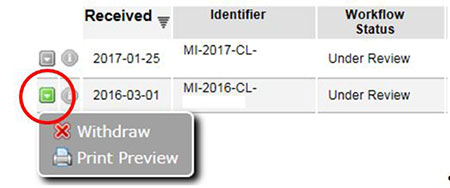 Received Identifier Workflow Status
2017-01-25 MI-2017-CL- Under Review
2016-03-01 MI-2016-CL- Under Review
Withdraw
Print Preview